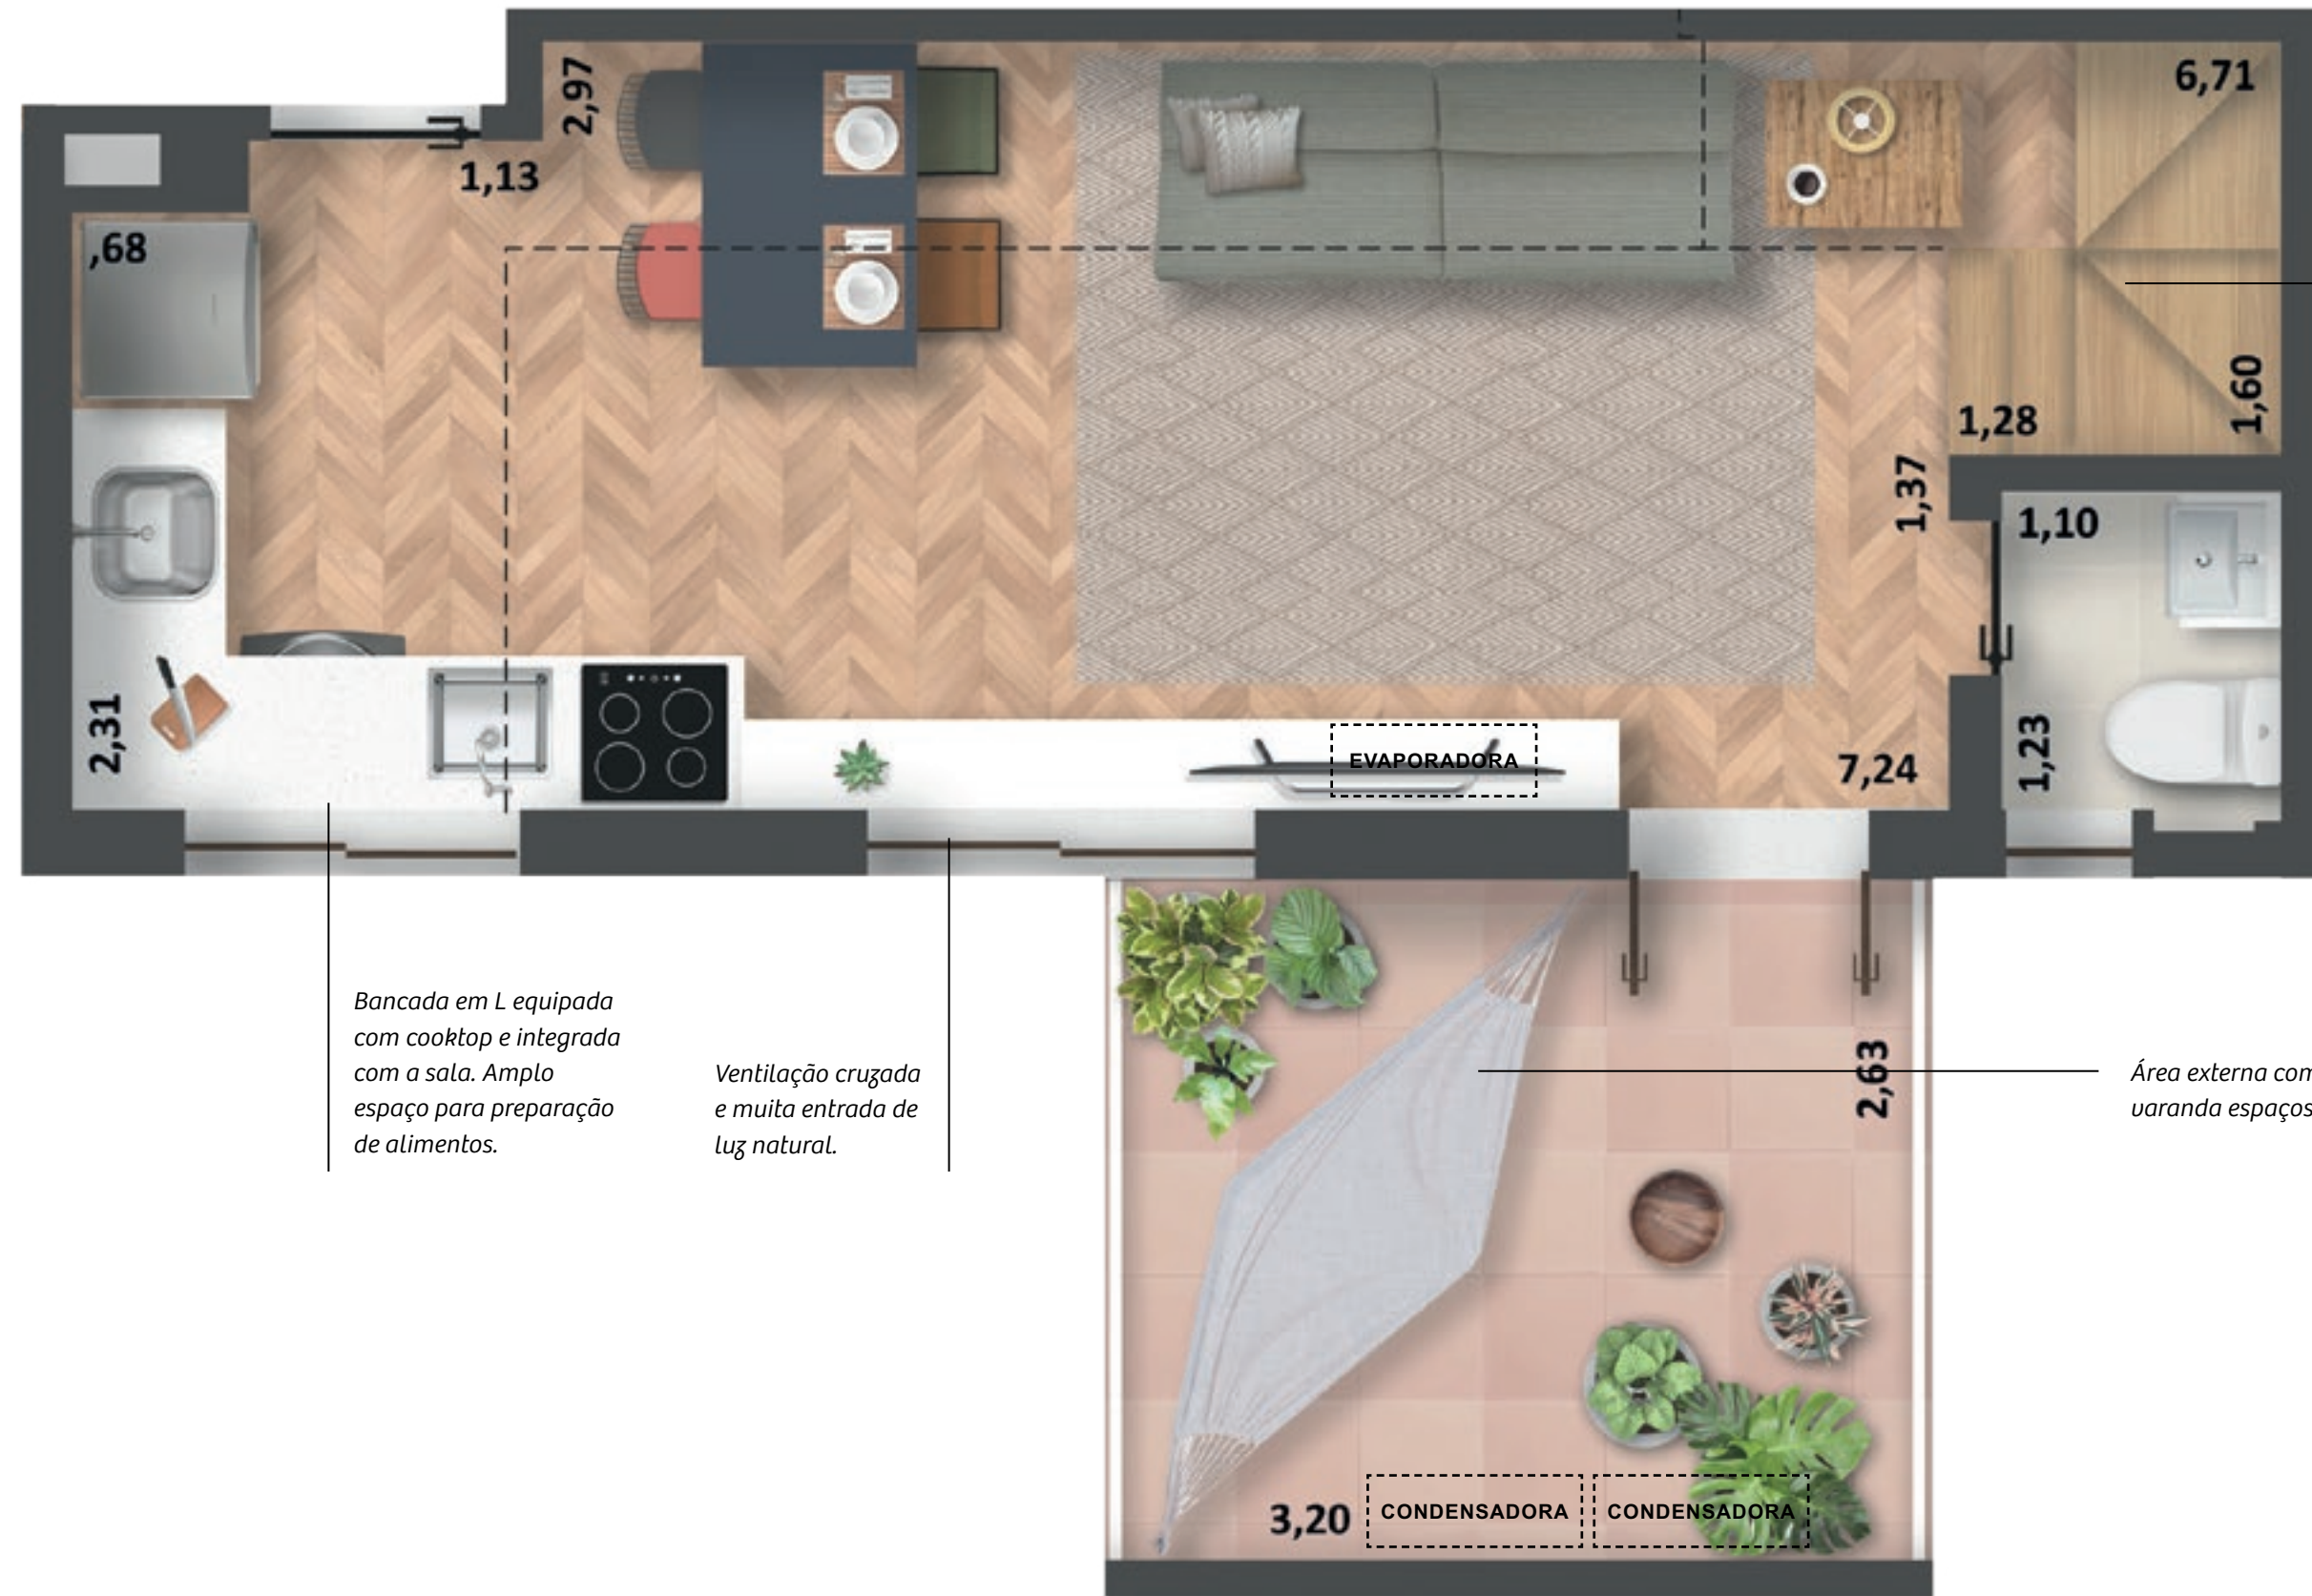 2,97
6,71
1,13
,68
1,60
1,28
1,37
1,10
2,31
1,23
EVAPORADORA
7,24
Bancada em L equipada
com cooktop e integrada
com a sala. Amplo
espaço para preparação
de alimentos.
Ventilação cruzada
e muita entrada de
luz natural.
2,63
Área externa com
varanda espaços
3,20
CONDENSADORA
CONDENSADORA